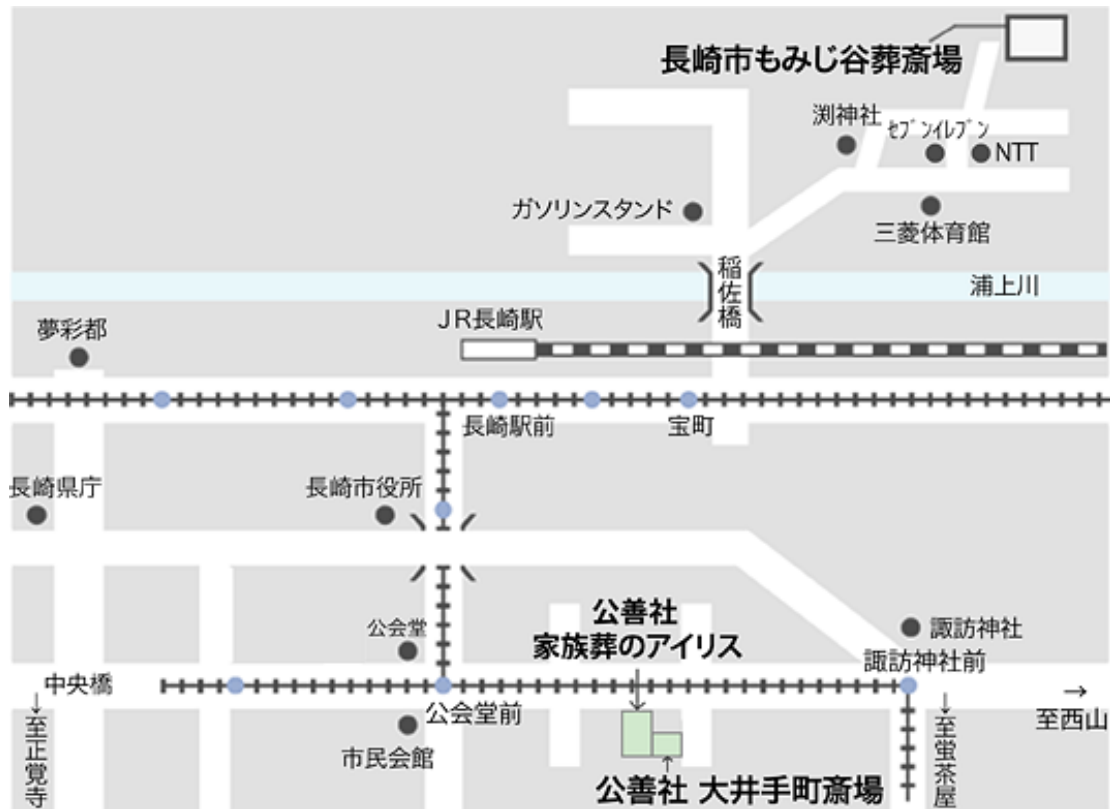 長崎市もみじ谷葬斎場
渕神社
セブンイレブン
NTT
ガソリンスタンド
三菱体育館
稲佐橋
浦上川
JR長崎駅
夢彩都
長崎駅前
宝町
長崎県庁
長崎市役所
公善社
家族葬のアイリス
公会堂
諏訪神社
諏訪神社前
中央橋
公会堂前
→
至西山
→至正覚寺
→至蛍茶屋
市民会館
公善社 大井手町斎場